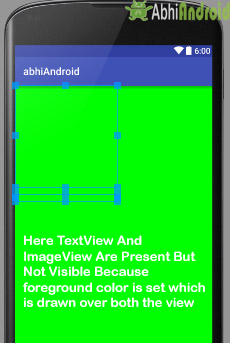 AbhiAndroid
6:00
abhiAndroid
Here TextView And
ImageView Are Present But
Not Visible Because
foreground color is set which
is drawn over both the view